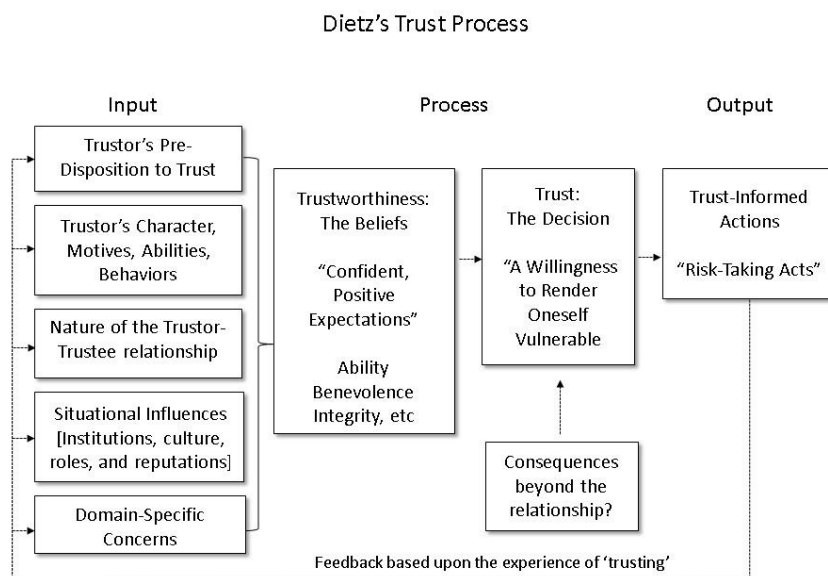 Dietz's Trust Process
Input
Process
Output
Trustor's Pre-
Disposition to Trust
Trustor's Character,
Motives, Abilities,
Behaviors
Nature of the Trustor-
Trustee relationship
Situational Influences
[Institutions, culture,
roles, and reputations]
Domain-Specific
Concerns
Trustworthiness:
The Beliefs
“Confident,
Positive
Expectations”
Ability
Benevolence
Integrity, etc
Trust:
The Decision
“A Willingness
to Render
Oneself
Vulnerable
Consequences
beyond the
relationship?
Trust-Informed
Actions
“Risk-Taking Acts”
Feedback based upon the experience of ‘trusting’